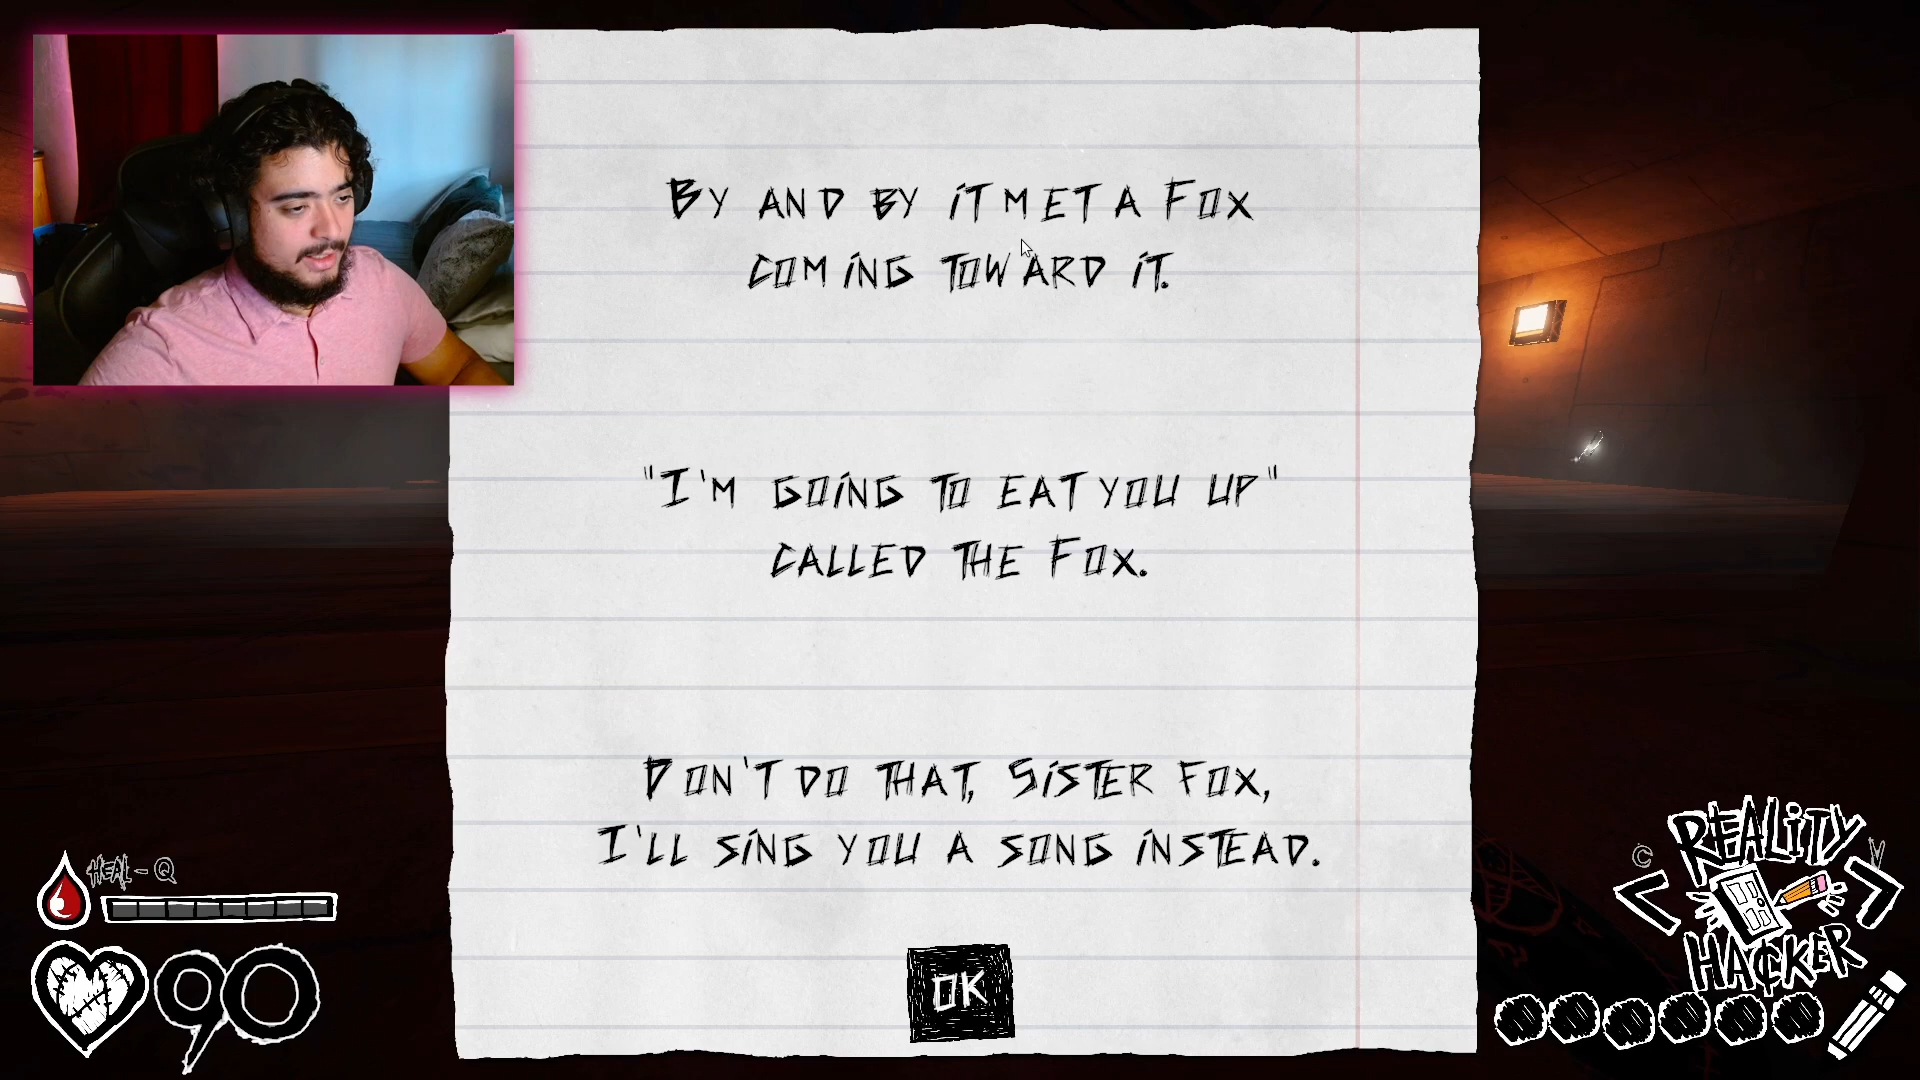 By and by it met a Fox
coming toward it.
"I'm going to eat you up"
called the Fox.
Don't do that, Sister Fox,
I'll sing you a song instead.
OK
Heal - Q
90
Reality
Hacker
C
V